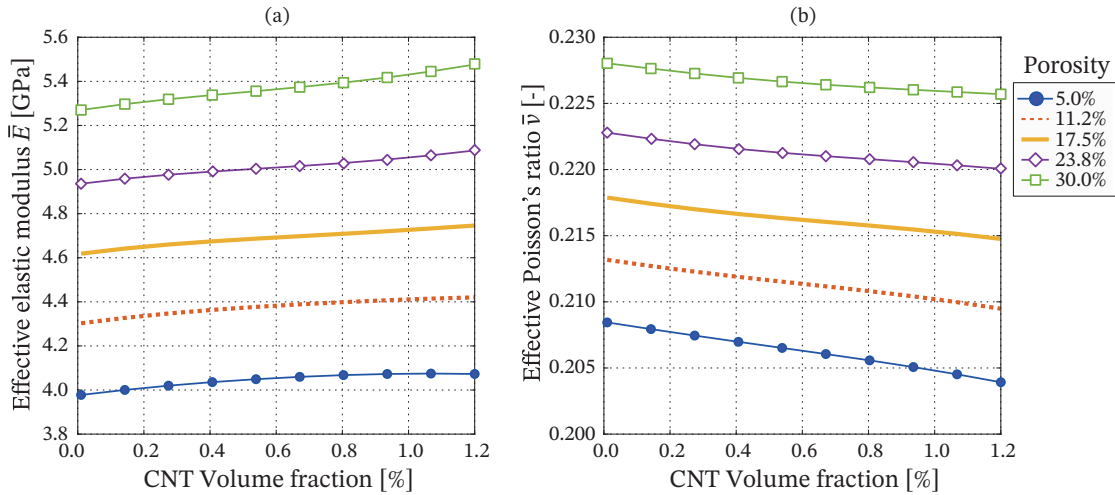 (a)
Effective elastic modulus E̅ [GPa]
5.6
5.4
5.2
5.0
4.8
4.6
4.4
4.2
4.0
3.8
0.0 0.2 0.4 0.6 0.8 1.0 1.2
CNT Volume fraction [%]
(b)
Effective Poisson's ratio ν̅ [-]
0.230
0.225
0.220
0.215
0.210
0.205
0.200
0.0 0.2 0.4 0.6 0.8 1.0 1.2
CNT Volume fraction [%]
Porosity
5.0%
11.2%
17.5%
23.8%
30.0%